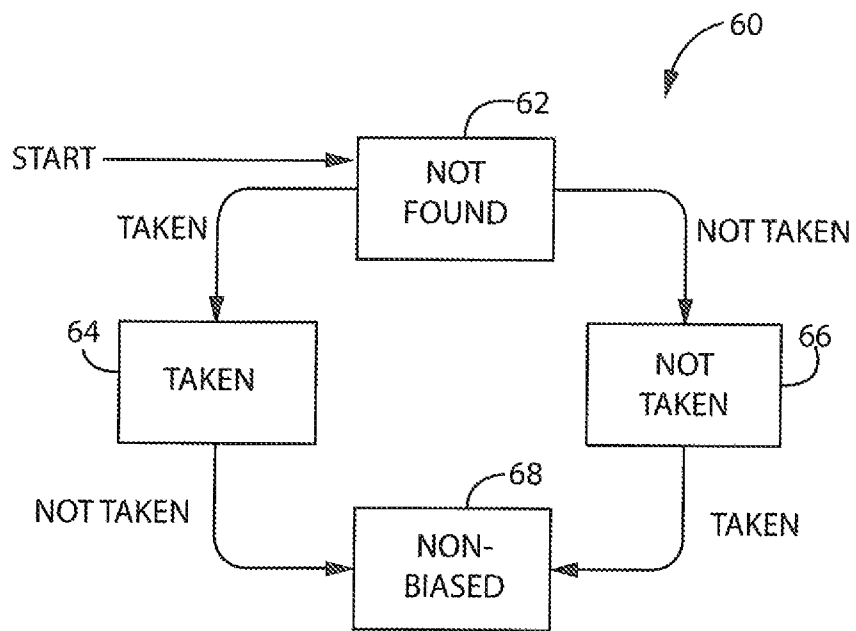 60
62
START
NOT
FOUND
TAKEN
NOT TAKEN
64
66
TAKEN
NOT
TAKEN
68
NOT TAKEN
TAKEN
NON-
BIASED